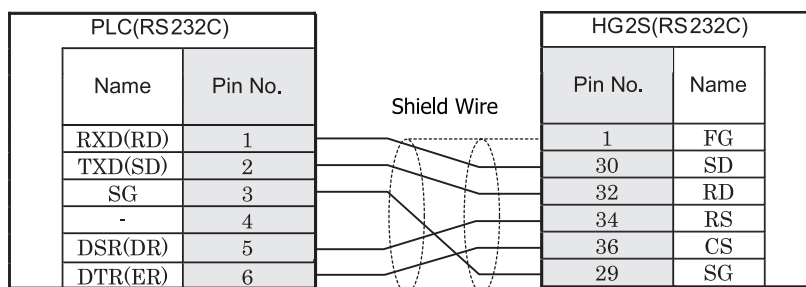 PLC(RS232C)
HG2S(RS232C)
Name Pin No. Pin No. Name
Shield Wire
RXD(RD) 1 1 FG
TXD(SD) 2 30 SD
SG 3 32 RD
- 4 34 RS
DSR(DR) 5 36 CS
DTR(ER) 6 29 SG